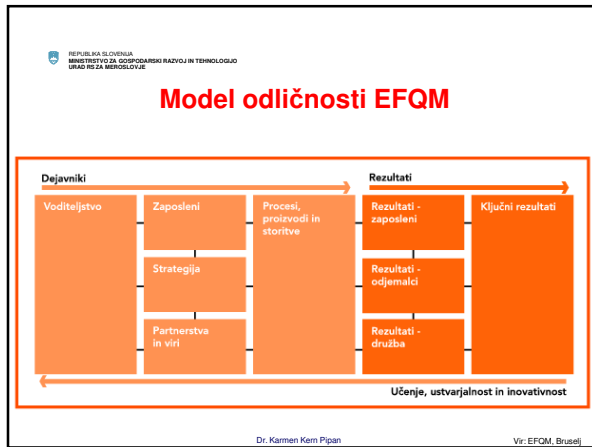 REPUBLIKA SLOVENIJA
MINISTRSTVO ZA GOSPODARSKI RAZVOJ IN TEHNOLOGIJO
URAD RS ZA MEROSLOVJE
Model odličnosti EFQM
Dejavniki
Rezultati
Voditeljstvo
Zaposleni
Procesi,
proizvodi in
storitve
Rezultati -
zaposleni
Ključni rezultati
Strategija
Rezultati -
odjemalci
Partnerstva
in viri
Rezultati -
družba
Učenje, ustvarjalnost in inovativnost
Dr. Karmen Kern Pipan
Vir: EFQM, Bruselj